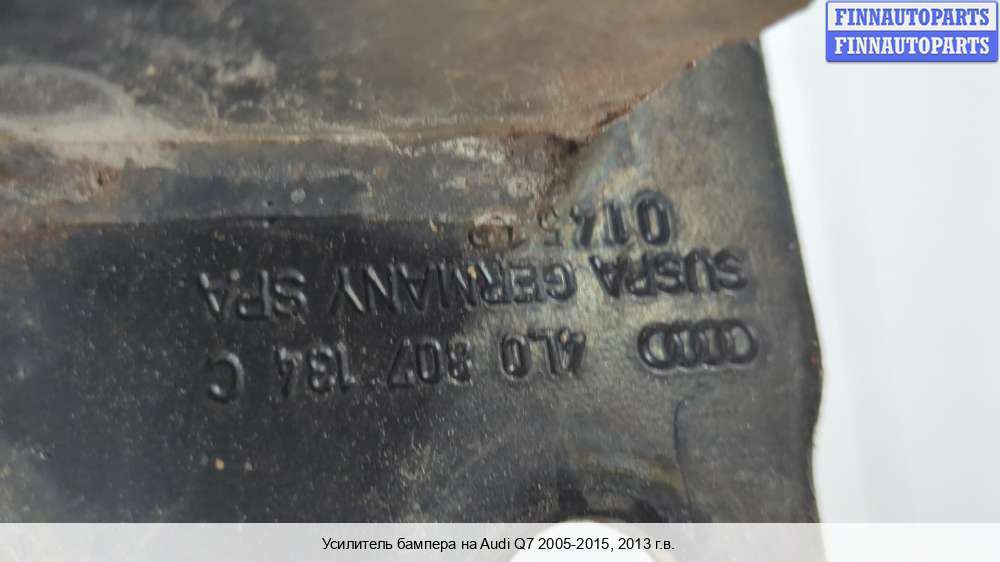 FINNAUTOPARTS
FINNAUTOPARTS
4L0 807 134 C
SUSPA GERMANY SPA
Усилитель бампера на Audi Q7 2005-2015, 2013 г.в.